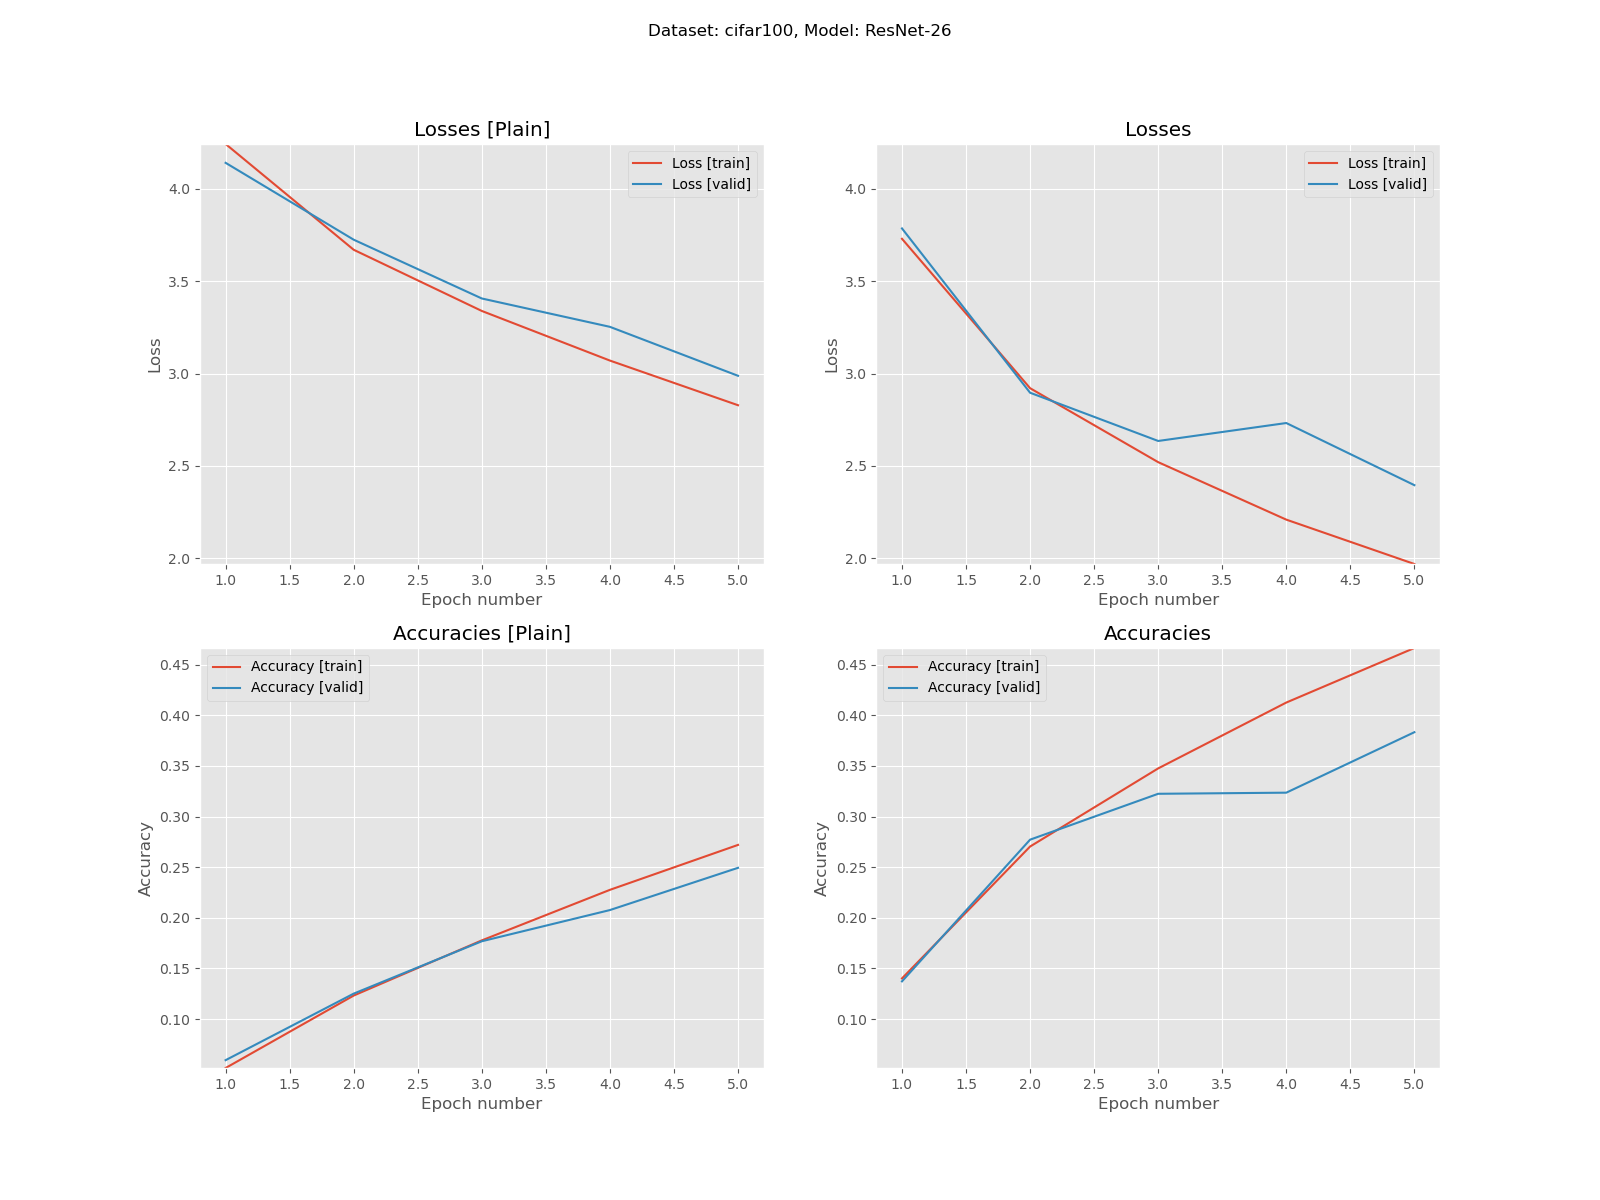 Dataset: cifar100, Model: ResNet-26
Losses [Plain]
Loss [train]
Loss [valid]
4.0
3.5
3.0
2.5
2.0
Loss
1.0 1.5 2.0 2.5 3.0 3.5 4.0 4.5 5.0
Epoch number
Losses
Loss [train]
Loss [valid]
4.0
3.5
3.0
2.5
2.0
Loss
1.0 1.5 2.0 2.5 3.0 3.5 4.0 4.5 5.0
Epoch number
Accuracies [Plain]
Accuracy [train]
Accuracy [valid]
0.45
0.40
0.35
0.30
0.25
0.20
0.15
0.10
Accuracy
1.0 1.5 2.0 2.5 3.0 3.5 4.0 4.5 5.0
Epoch number
Accuracies
Accuracy [train]
Accuracy [valid]
0.45
0.40
0.35
0.30
0.25
0.20
0.15
0.10
Accuracy
1.0 1.5 2.0 2.5 3.0 3.5 4.0 4.5 5.0
Epoch number